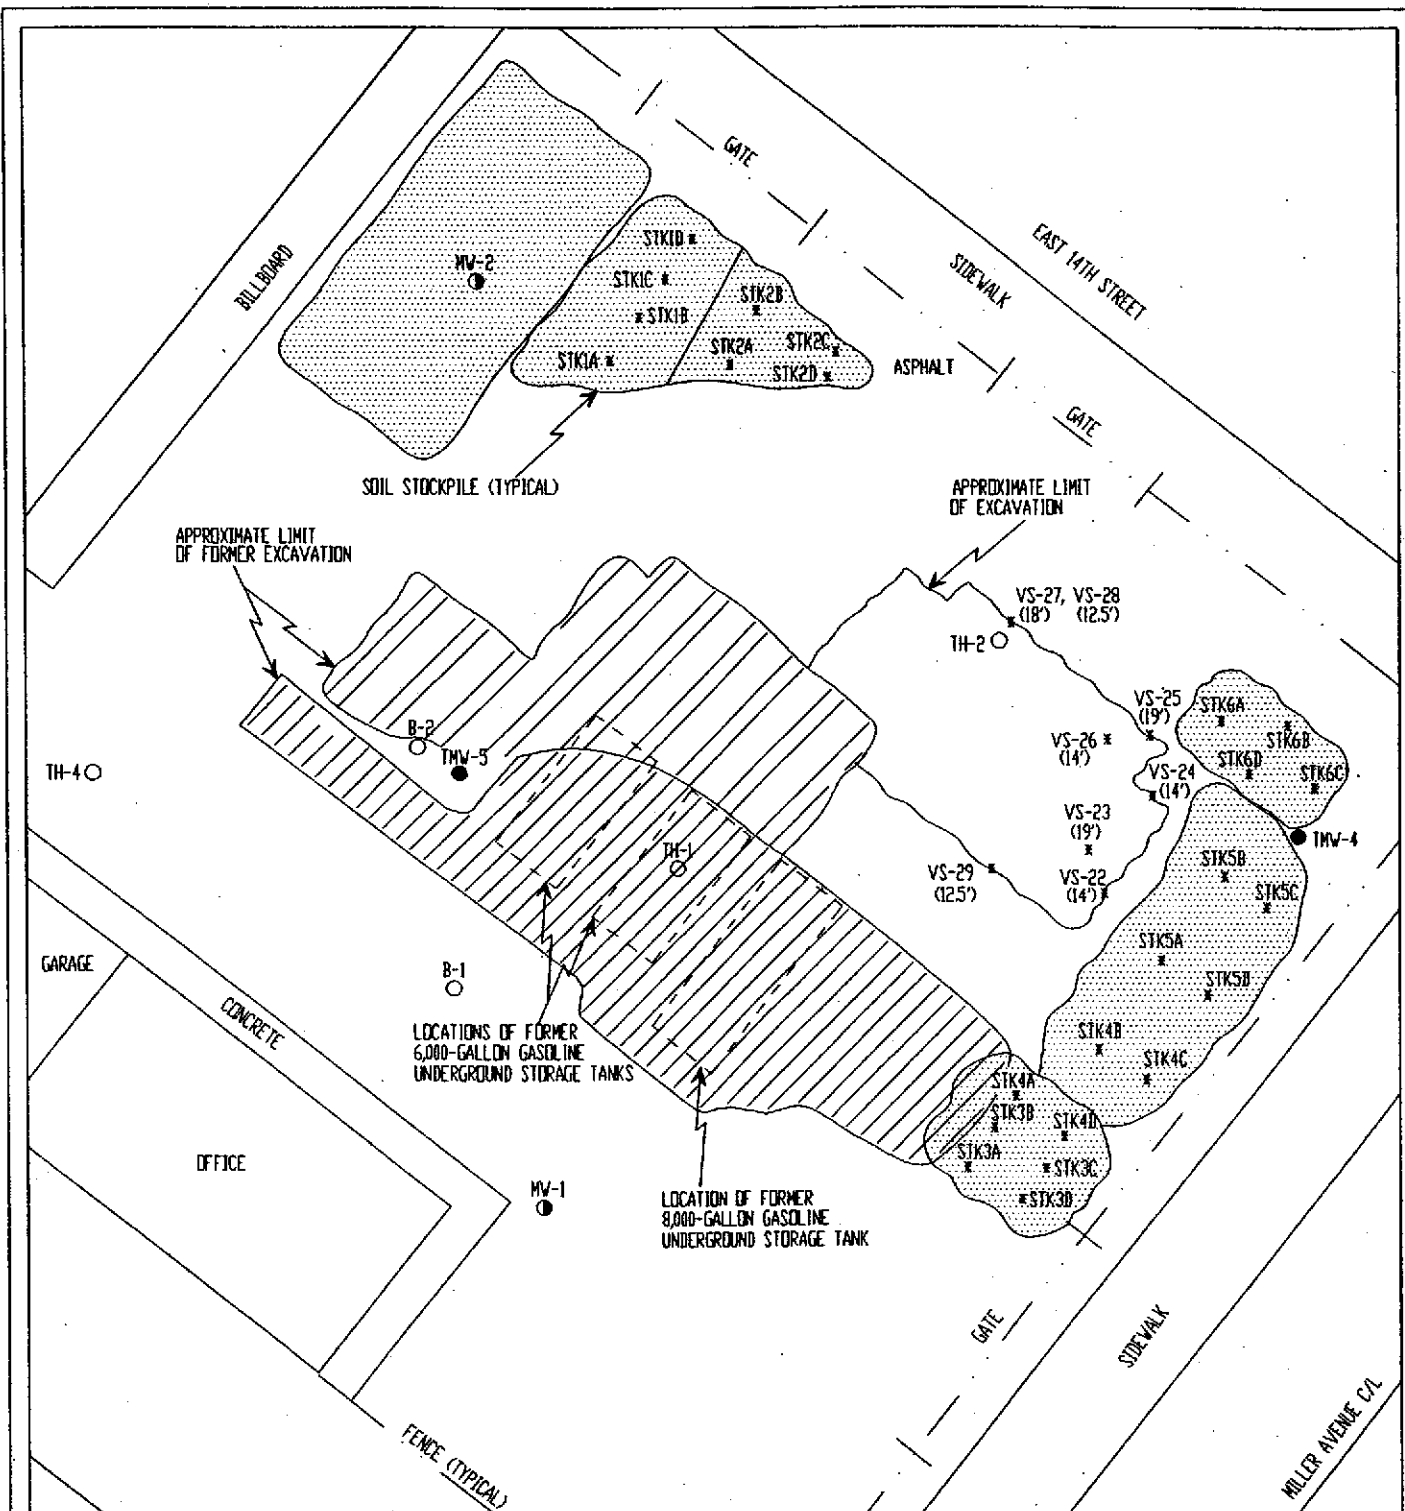 GATE
BILLBOARD
MW-2
STK1D
STK1C
STK1B
STK1A
STK2B
STK2A
STK2C
STK2D
EAST 14TH STREET
SIDEWALK
ASPHALT
GATE
SOIL STOCKPILE (TYPICAL)
APPROXIMATE LIMIT
OF EXCAVATION
APPROXIMATE LIMIT
OF FORMER EXCAVATION
VS-27, VS-28
(18') (12.5')
TH-2
VS-25
(19')
VS-26
(14')
VS-24
(14')
VS-23
(19')
VS-22
(14')
VS-29
(12.5')
STK6A
STK6B
STK6D
STK6C
TMW-4
B-2
TMW-5
TH-4
TH-1
STK5B
STK5C
STK5A
STK5D
STK4B
STK4C
B-1
GARAGE
CONCRETE
LOCATIONS OF FORMER
6,000-GALLON GASOLINE
UNDERGROUND STORAGE TANKS
STK4A
STK3B
STK4D
STK3A
STK3C
STK3D
OFFICE
MW-1
LOCATION OF FORMER
8,000-GALLON GASOLINE
UNDERGROUND STORAGE TANK
GATE
SIDEWALK
MILLER AVENUE C/L
FENCE (TYPICAL)